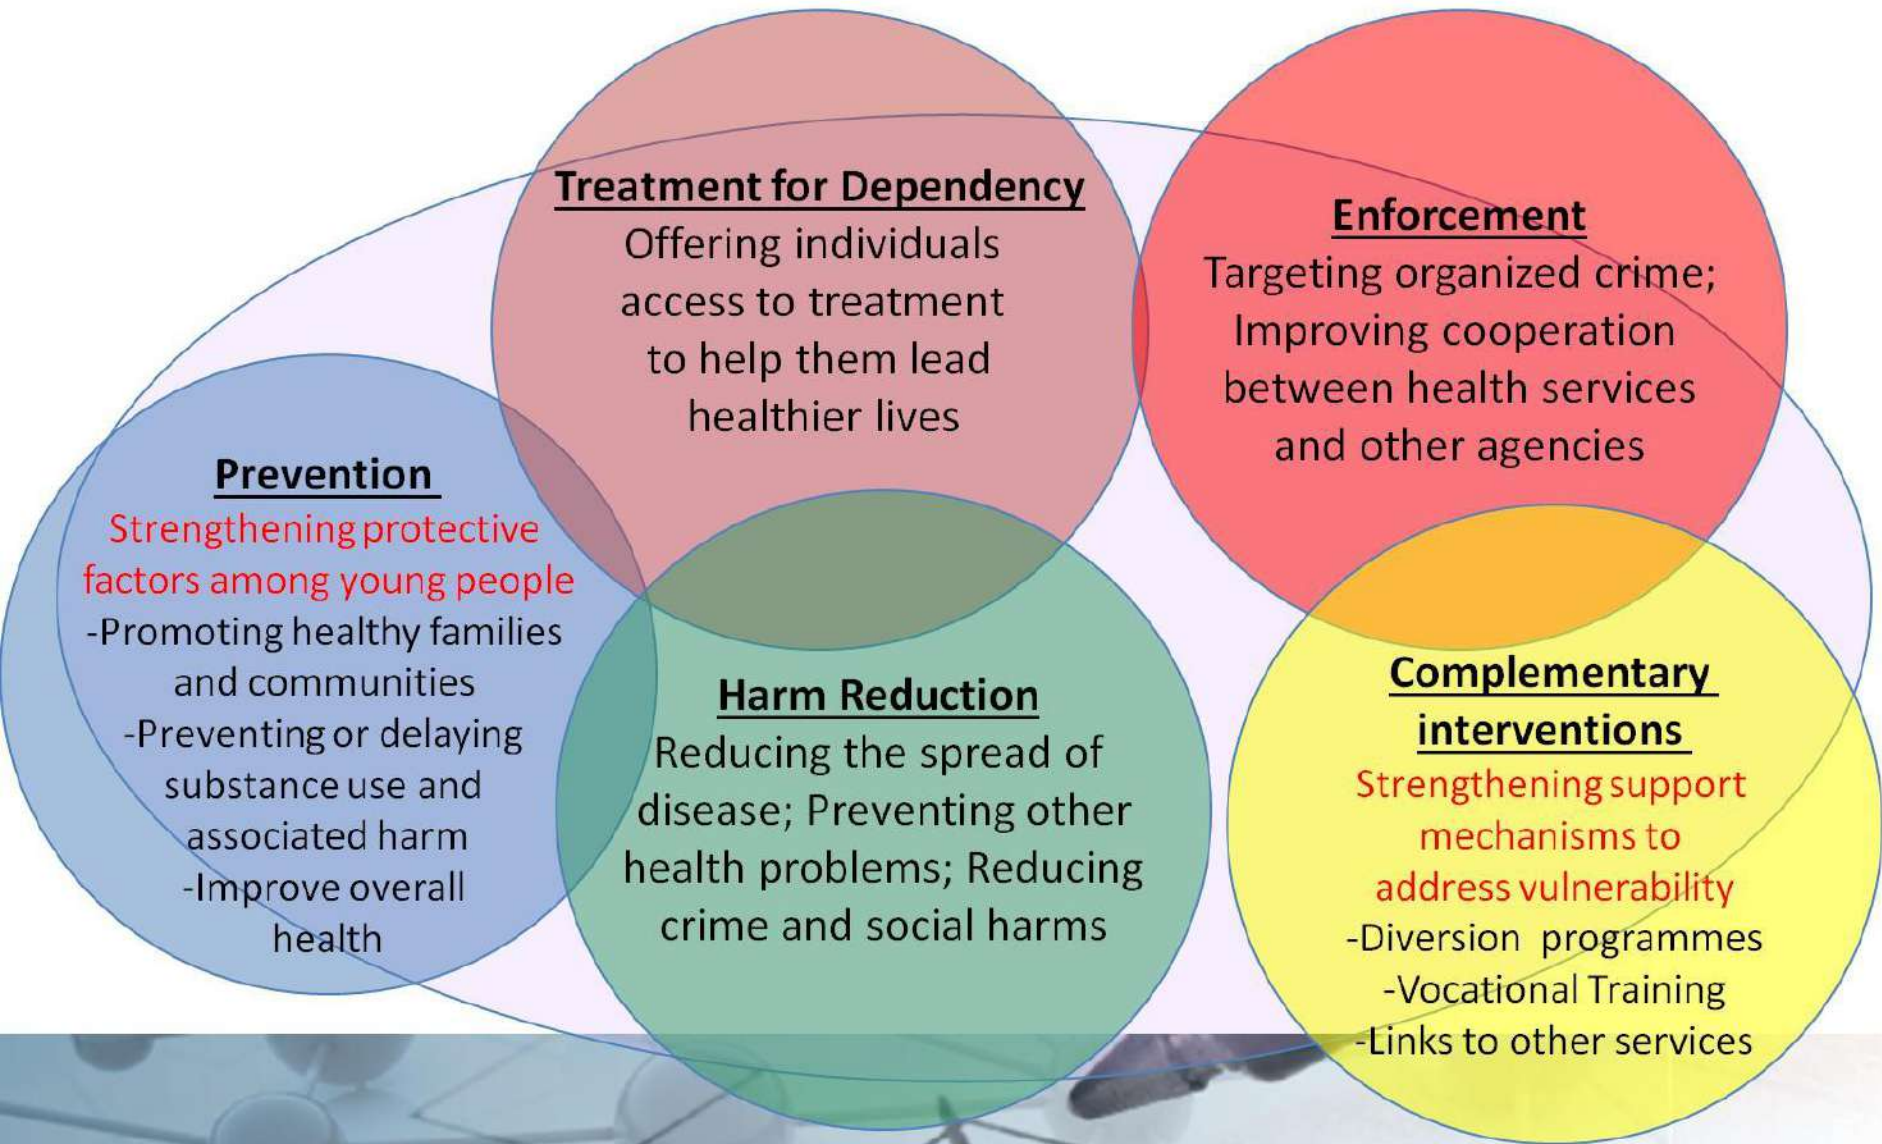 Treatment for Dependency
Offering individuals
access to treatment
to help them lead
healthier lives
Enforcement
Targeting organized crime;
Improving cooperation
between health services
and other agencies
Prevention
Strengthening protective
factors among young people
-Promoting healthy families
and communities
-Preventing or delaying
substance use and
associated harm
-Improve overall
health
Harm Reduction
Reducing the spread of
disease; Preventing other
health problems; Reducing
crime and social harms
Complementary
interventions
Strengthening support
mechanisms to
address vulnerability
-Diversion programmes
-Vocational Training
-Links to other services